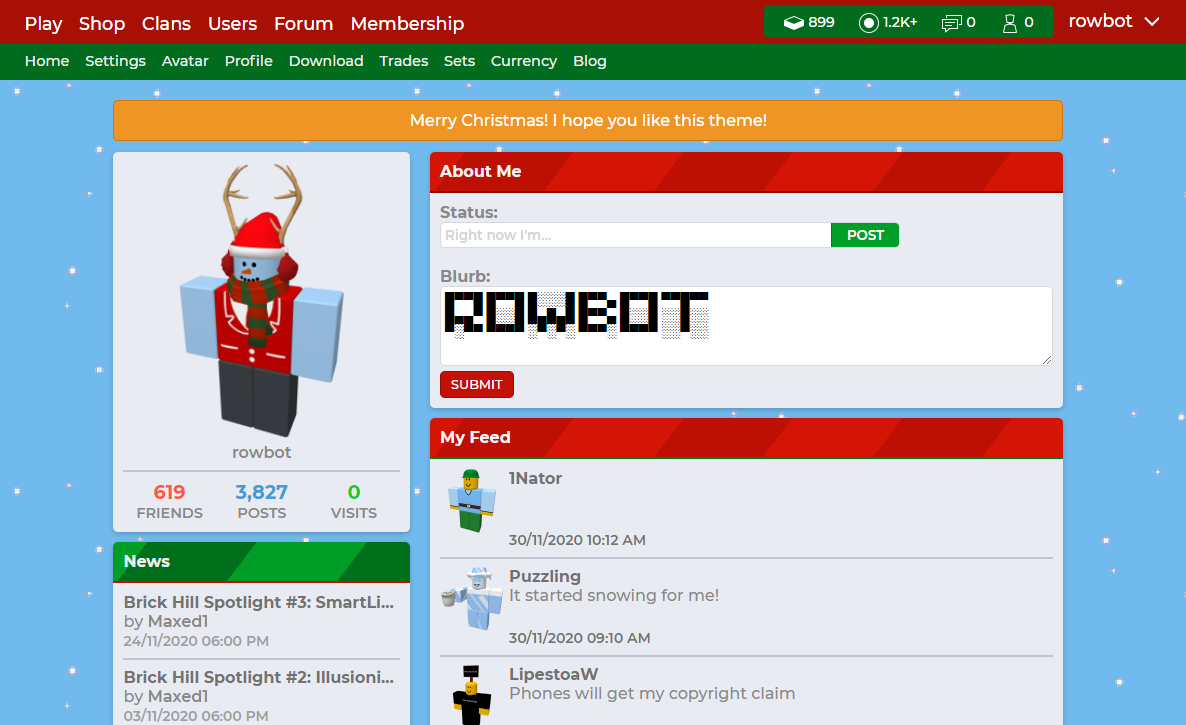 Play Shop Clans Users Forum Membership 899 1.2K+ 0 0 rowbot
Home Settings Avatar Profile Download Trades Sets Currency Blog
Merry Christmas! I hope you like this theme!
rowbot
619 3,827 0
FRIENDS POSTS VISITS
News
Brick Hill Spotlight #3: SmartLi...
by Maxed1
24/11/2020 06:00 PM
Brick Hill Spotlight #2: Illusioni...
by Maxed1
03/11/2020 06:00 PM
About Me
Status:
Right now I'm...
POST
Blurb:
ROWBOT
SUBMIT
My Feed
1Nator
30/11/2020 10:12 AM
Puzzling
It started snowing for me!
30/11/2020 09:10 AM
LipestoaW
Phones will get my copyright claim